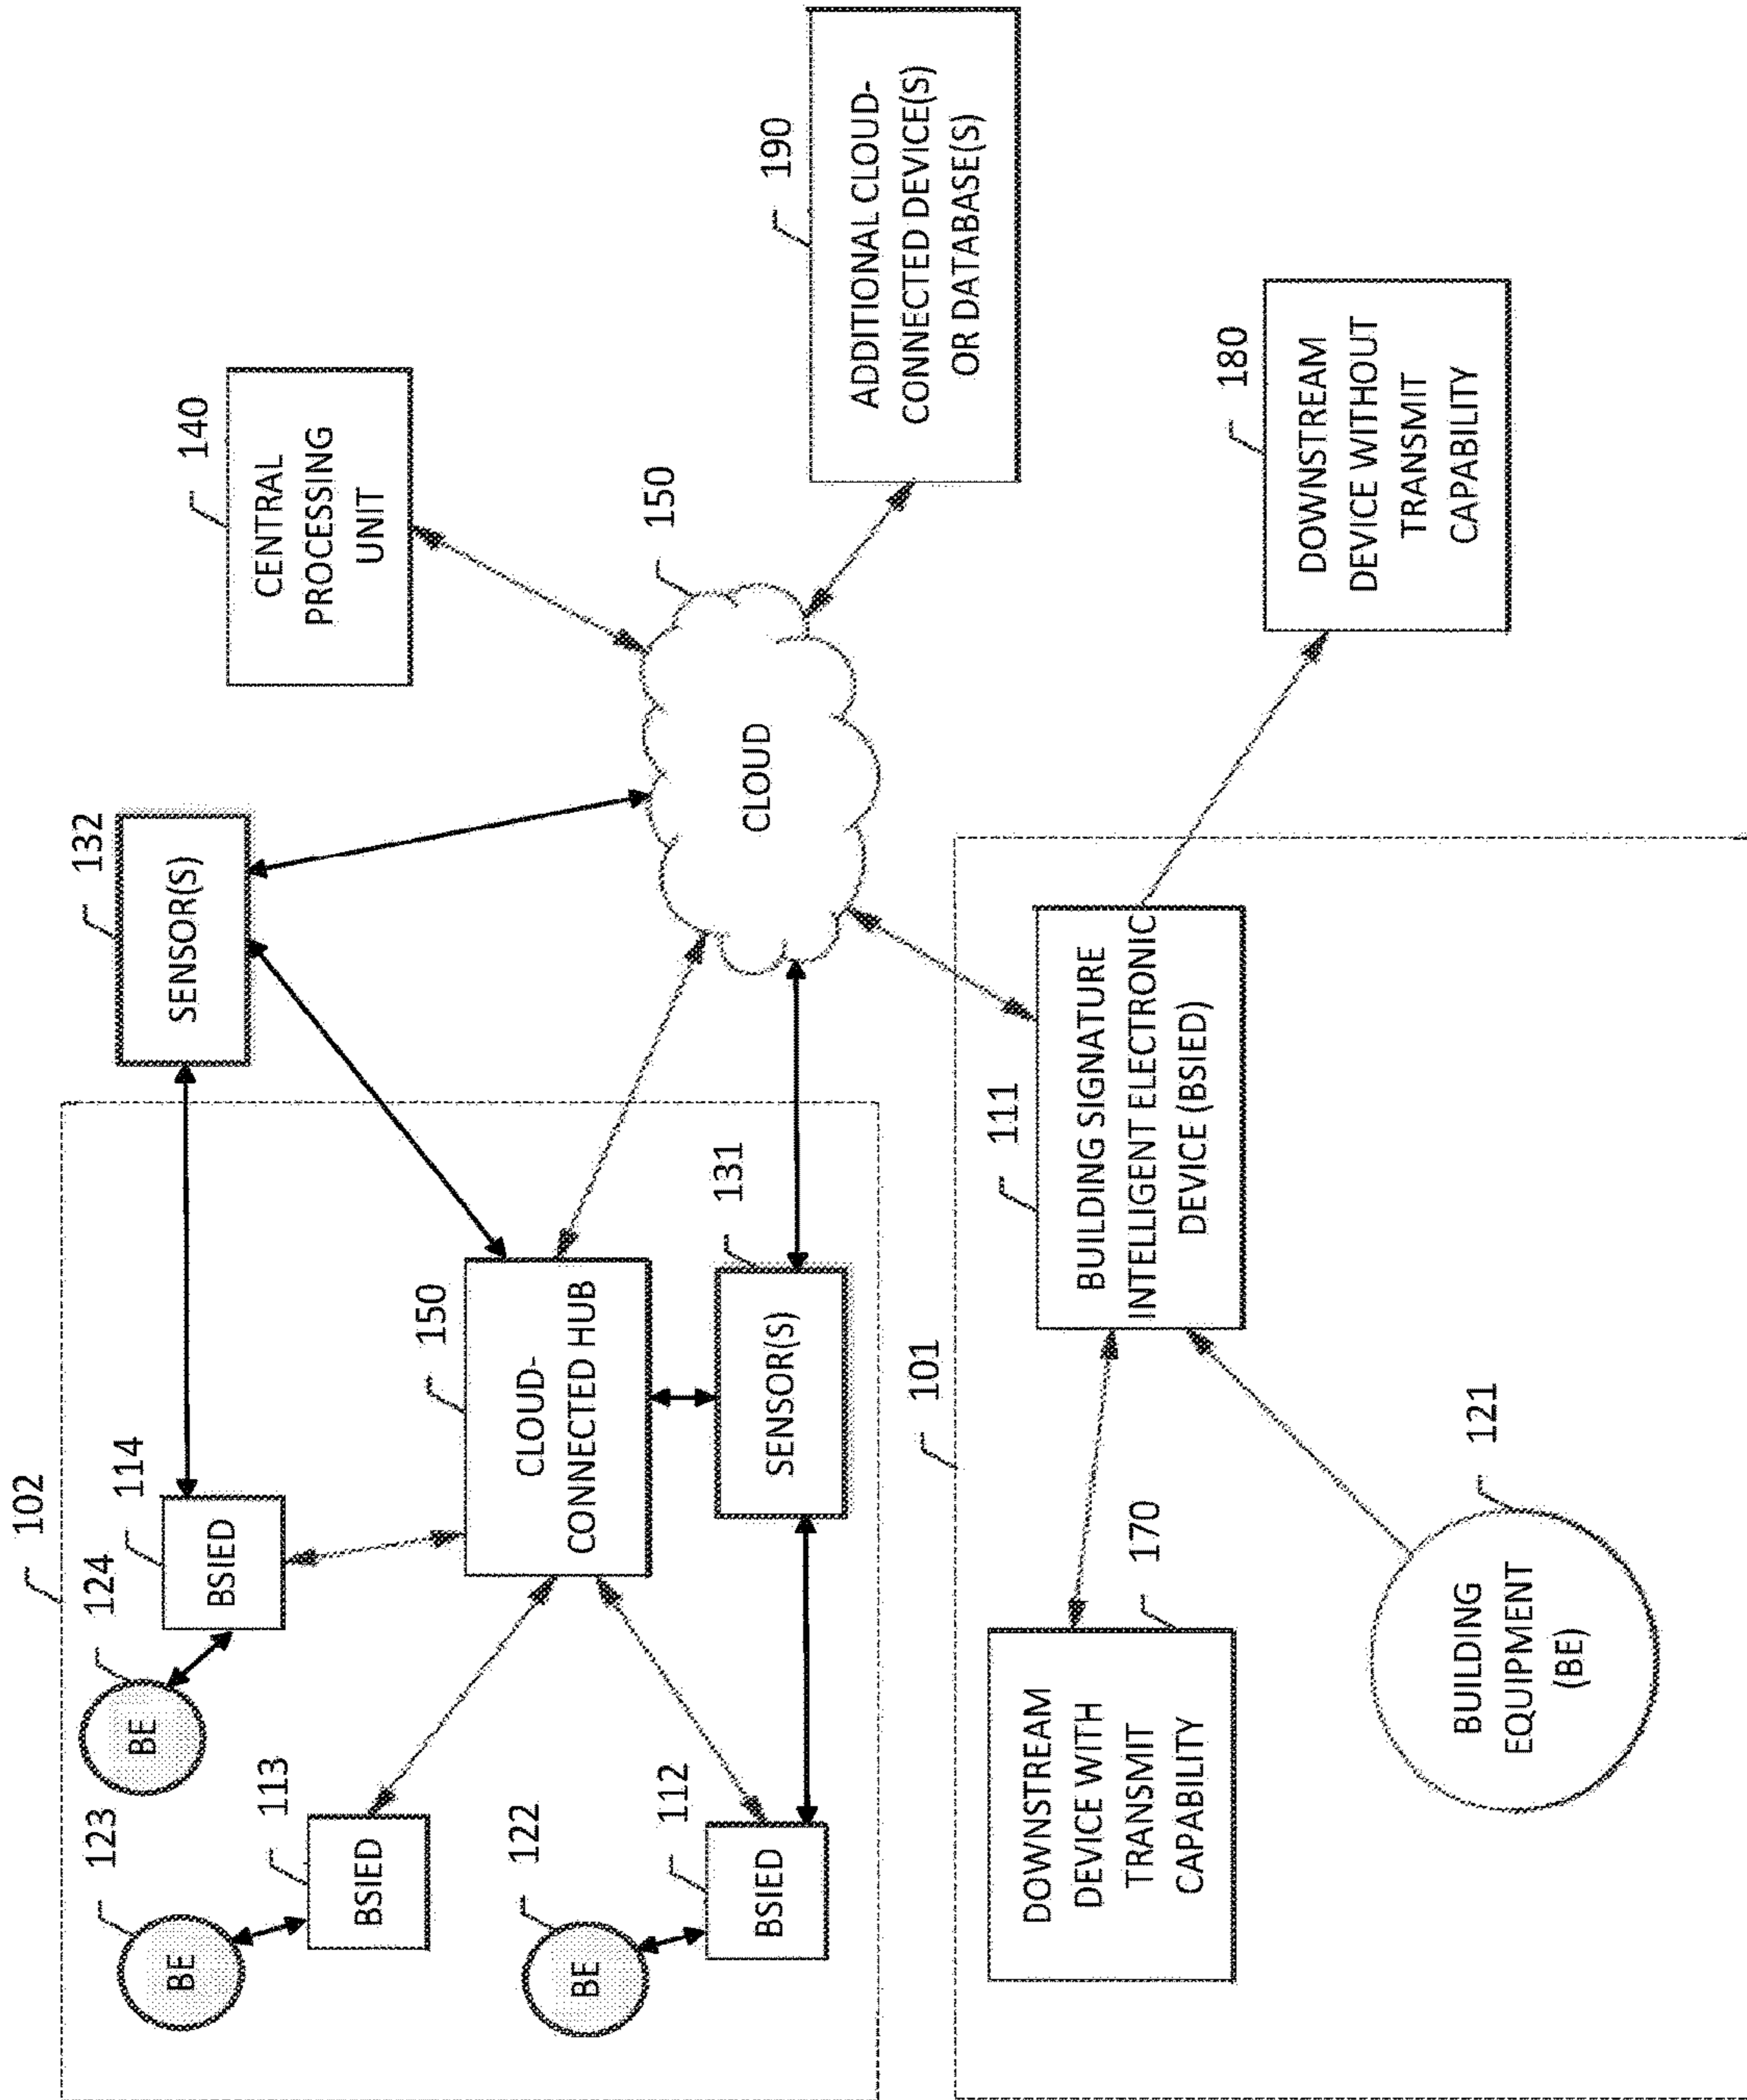 102
123
BE
113
BSIED
124
BE
114
BSIED
122
BE
112
BSIED
150
CLOUD-
CONNECTED HUB
131
SENSOR(S)
132
SENSOR(S)
140
CENTRAL
PROCESSING
UNIT
150
CLOUD
190
ADDITIONAL CLOUD-
CONNECTED DEVICE(S)
OR DATABASE(S)
101
170
DOWNSTREAM
DEVICE WITH
TRANSMIT
CAPABILITY
121
BUILDING
EQUIPMENT
(BE)
111
BUILDING SIGNATURE
INTELLIGENT ELECTRONIC
DEVICE (BSIED)
180
DOWNSTREAM
DEVICE WITHOUT
TRANSMIT
CAPABILITY